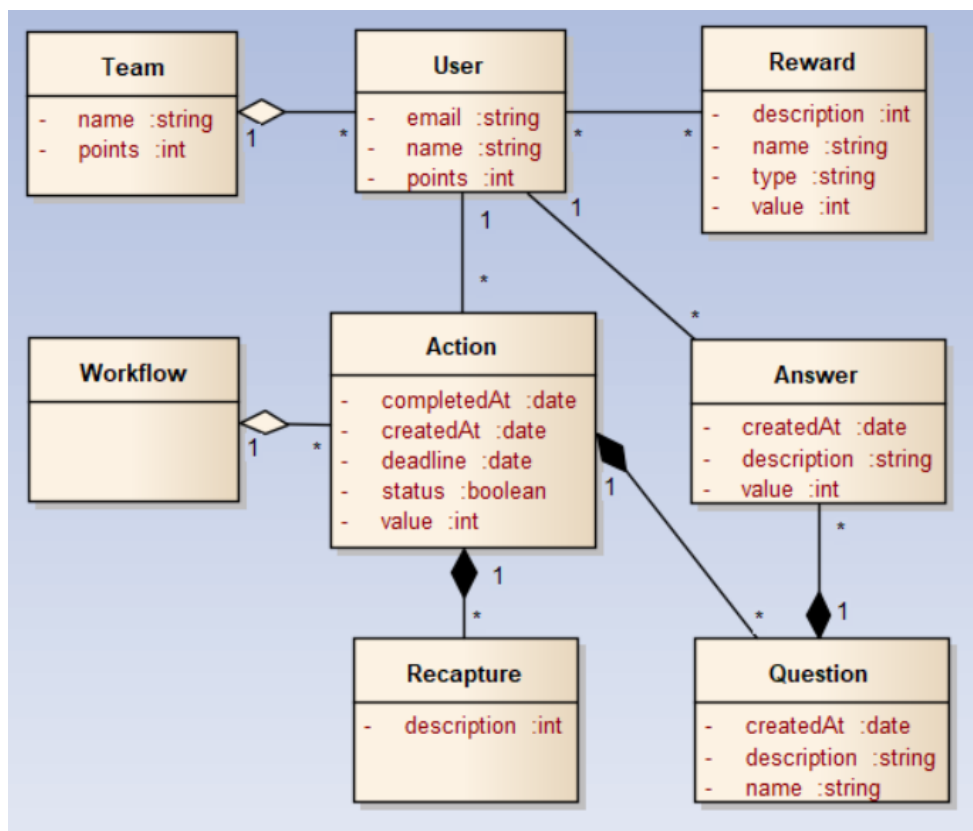 Team
- name :string
- points :int
1
*
User
- email :string
- name :string
- points :int
*
*
Reward
- description :int
- name :string
- type :string
- value :int
1
*
1
*
Workflow
1
*
Action
- completedAt :date
- createdAt :date
- deadline :date
- status :boolean
- value :int
Answer
- createdAt :date
- description :string
- value :int
1
*
1
*
*
1
Recapture
- description :int
Question
- createdAt :date
- description :string
- name :string